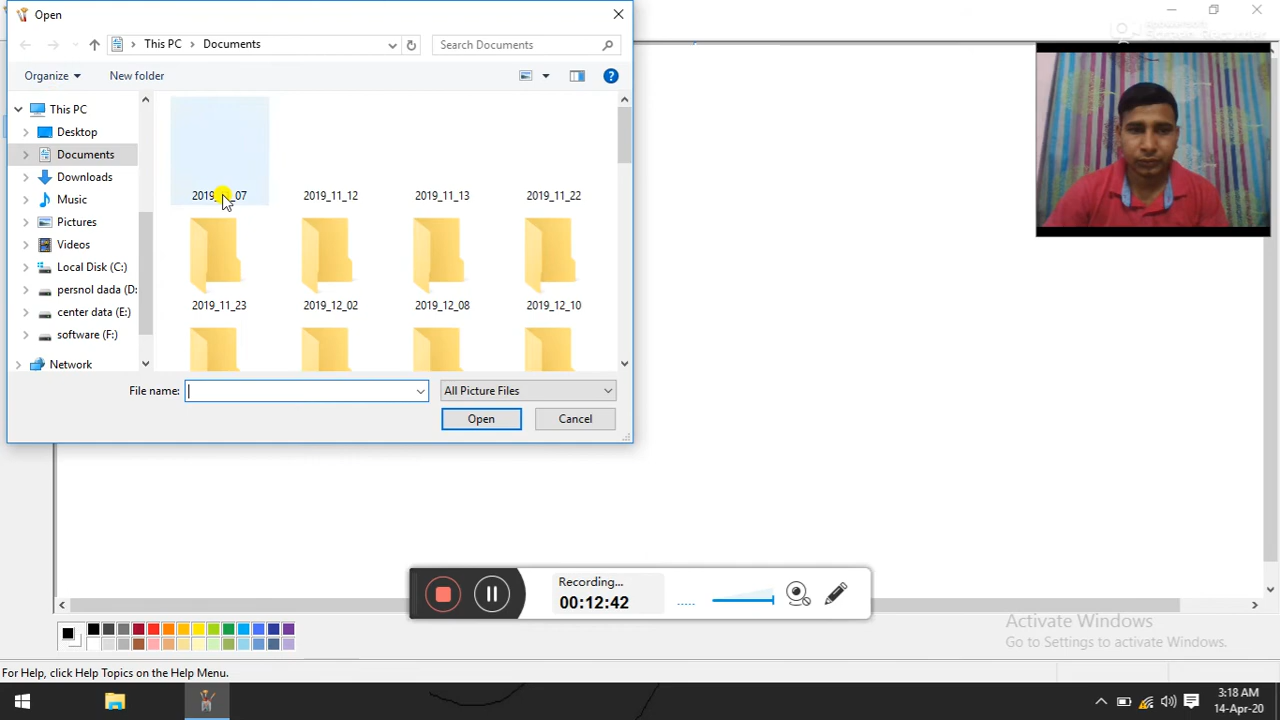 Open
This PC
Documents
Search Documents
Organize
New folder
This PC
Desktop
Documents
Downloads
Music
Pictures
Videos
Local Disk (C:)
persnol dada (D:
center data (E:)
software (F:)
Network
2019_11_12
2019_11_13
2019_11_22
2019_11_23
2019_12_02
2019_12_08
2019_12_10
File name:
All Picture Files
Open
Cancel
Screen Recorder
Recording...
00:12:42
Activate Windows
Go to Settings to activate Windows.
For Help, click Help Topics on the Help Menu.
3:18 AM
14-Apr-20